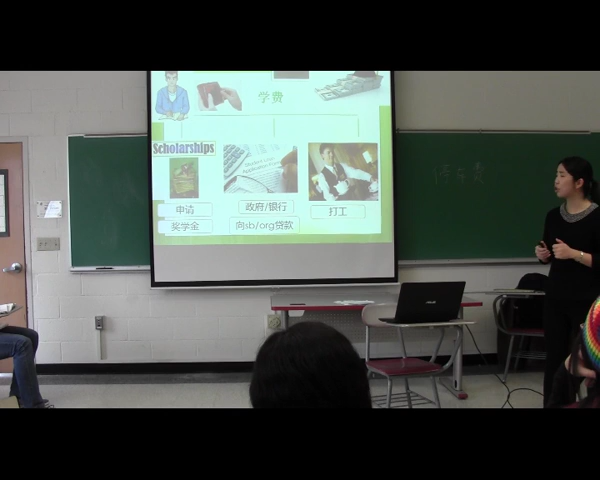 学费
Scholarships
申请
奖学金
政府/银行
向sb/org贷款
打工